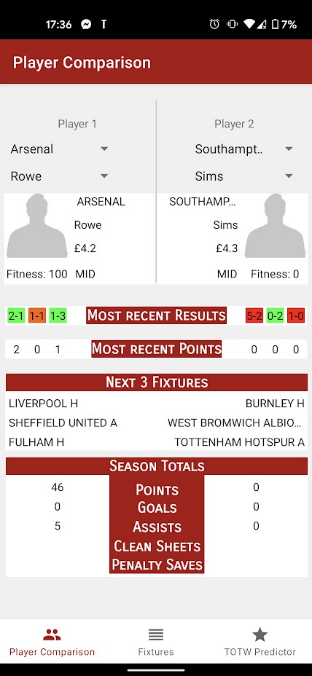 17:36 T 7%
Player Comparison
Player 1 Player 2
Arsenal Southampt..
Rowe Sims
ARSENAL SOUTHAMP...
Rowe Sims
£4.2 £4.3
Fitness: 100 MID MID Fitness: 0
2-1 1-1 1-3 MOST RECENT RESULTS 5-2 0-2 1-0
2 0 1 MOST RECENT POINTS 0 0 0
NEXT 3 FIXTURES
LIVERPOOL H BURNLEY H
SHEFFIELD UNITED A WEST BROMWICH ALBIO...
FULHAM H TOTTENHAM HOTSPUR A
SEASON TOTALS
46 POINTS 0
0 GOALS 0
5 ASSISTS 0
CLEAN SHEETS
PENALTY SAVES
Player Comparison Fixtures TOTW Predictor